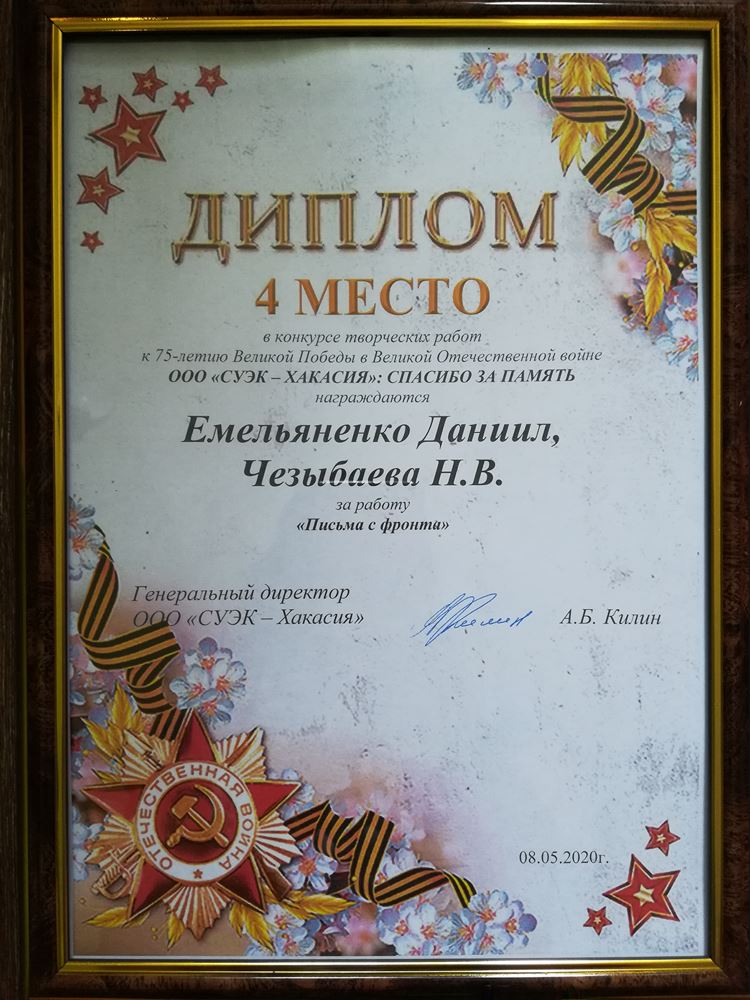 ДИПЛОМ
4 МЕСТО
в конкурсе творческих работ
к 75-летию Великой Победы в Великой Отечественной войне
ООО «СУЭК – ХАКАСИЯ»: СПАСИБО ЗА ПАМЯТЬ
награждаются
Емельяненко Даниил,
Чезыбаева Н.В.
за работу
«Письма с фронта»
Генеральный директор
ООО «СУЭК – Хакасия»
А.Б. Килин
ОТЕЧЕСТВЕННАЯ ВОЙНА
08.05.2020г.